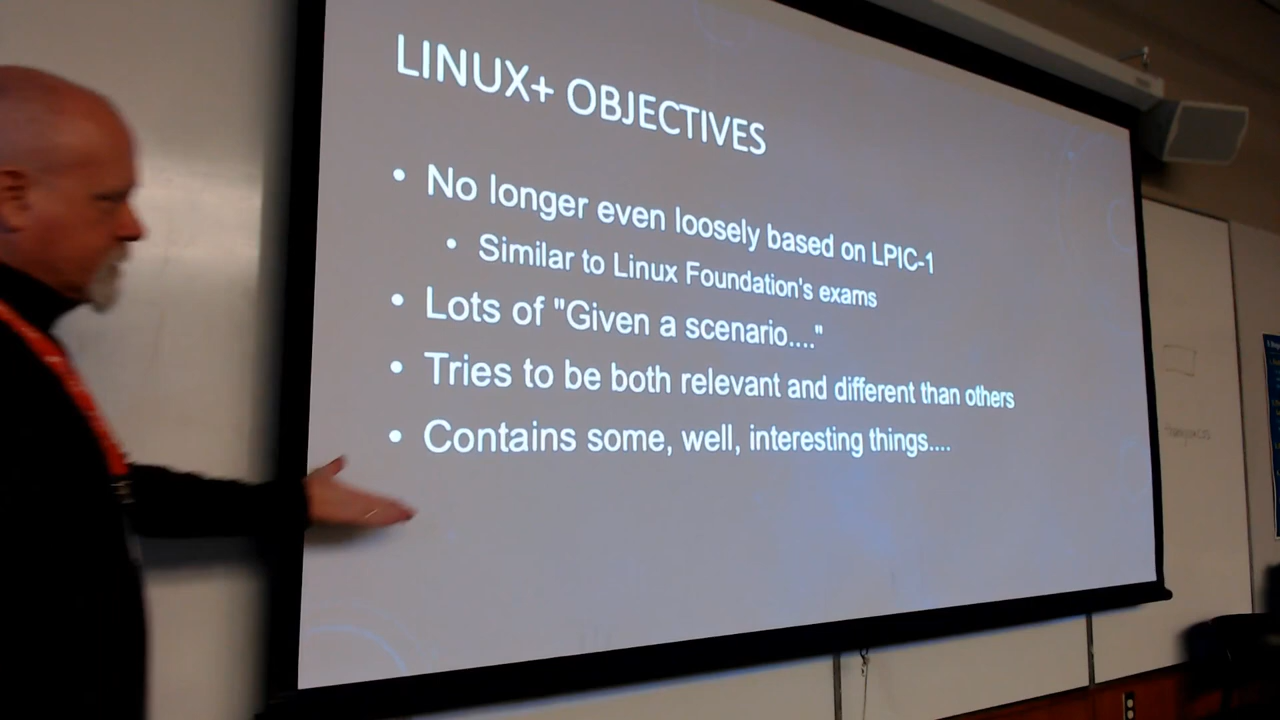 LINUX+ OBJECTIVES
• No longer even loosely based on LPIC-1
• Similar to Linux Foundation's exams
• Lots of "Given a scenario...."
• Tries to be both relevant and different than others
• Contains some, well, interesting things....